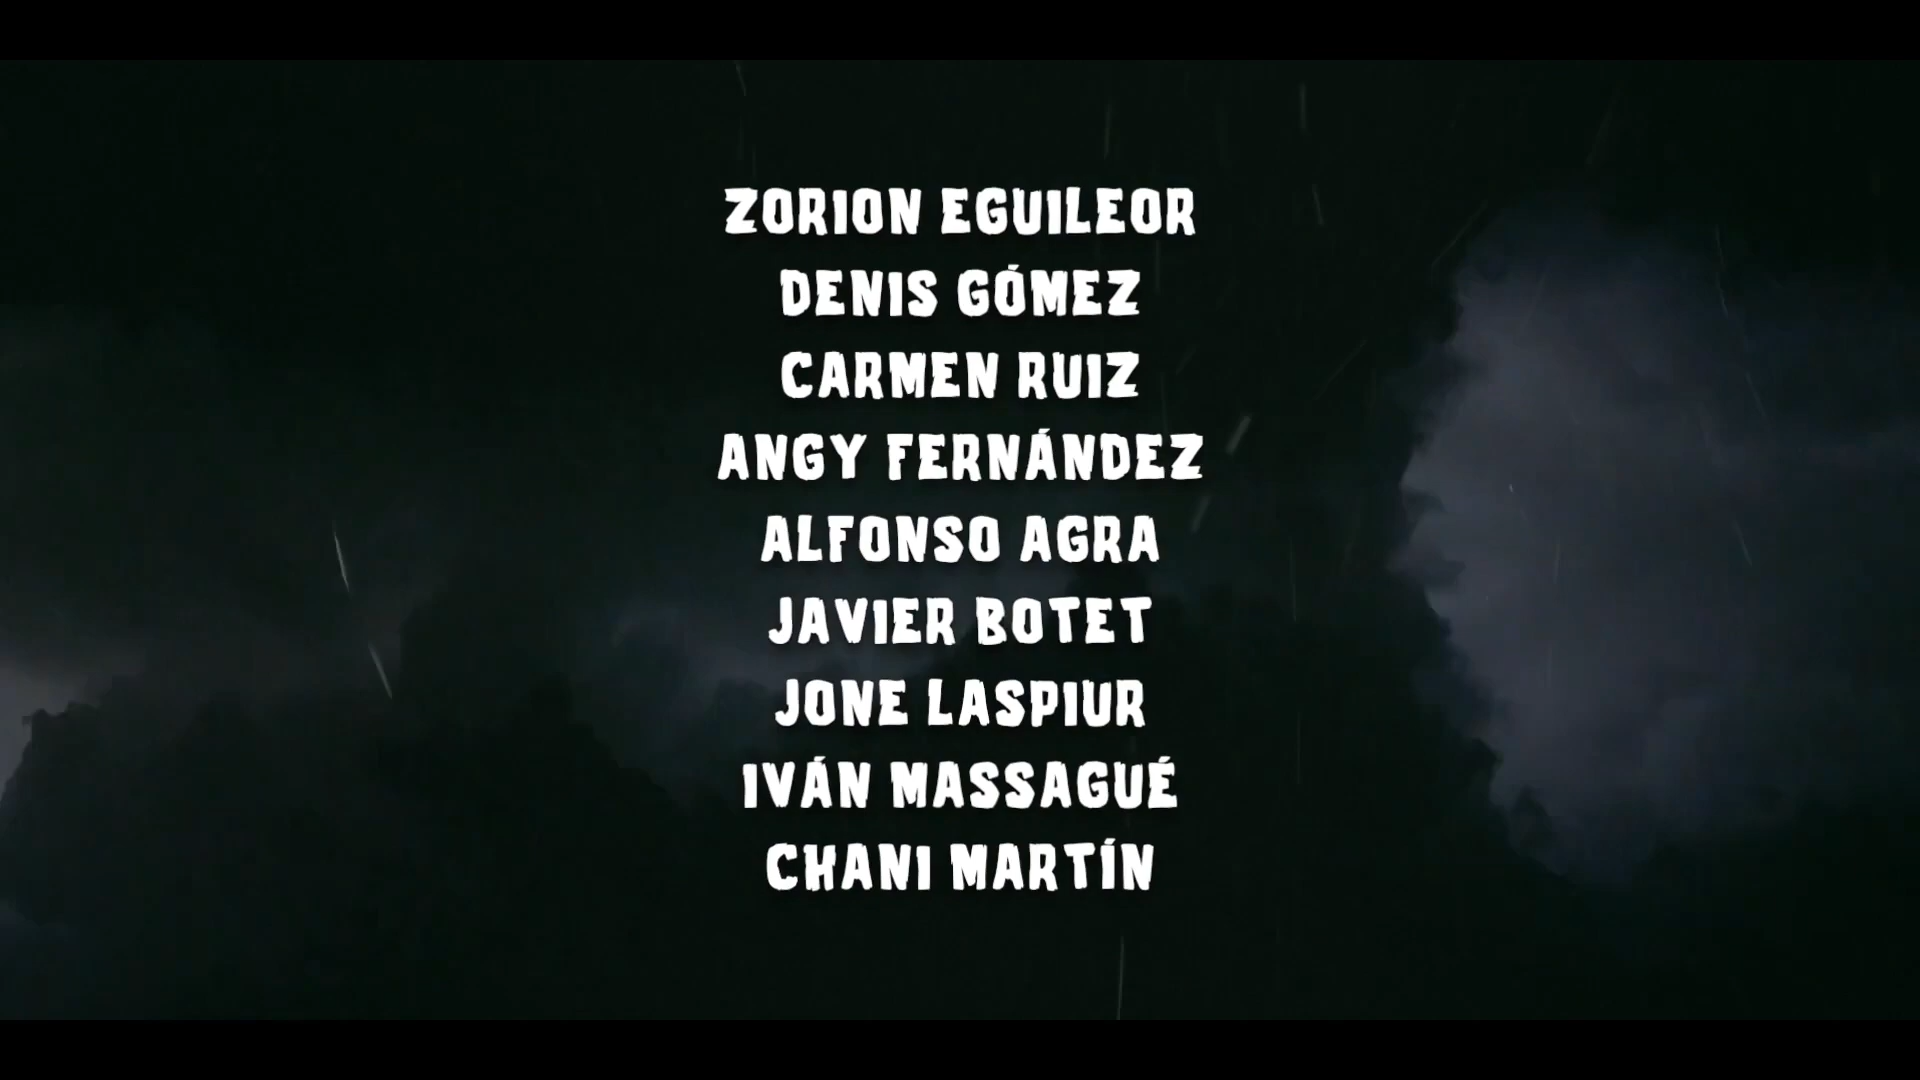 ZORION EGUILEOR
DENIS GÓMEZ
CARMEN RUIZ
ANGY FERNÁNDEZ
ALFONSO AGRA
JAVIER BOTET
JONE LASPIUR
IVÁN MASSAGUÉ
CHANI MARTÍN